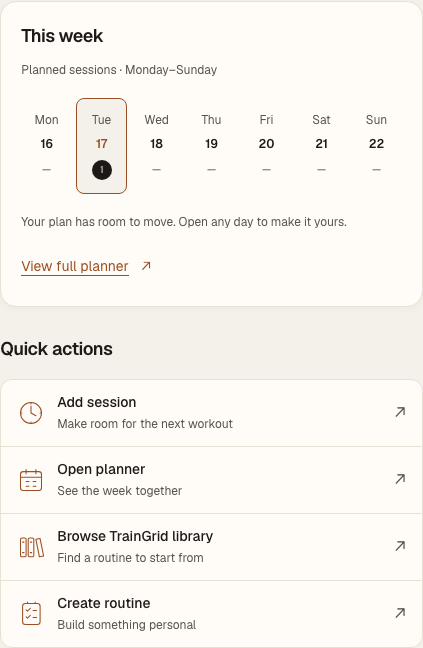 This week
Planned sessions · Monday–Sunday
Mon Tue Wed Thu Fri Sat Sun
16 17 18 19 20 21 22
– 1 – – – – –
Your plan has room to move. Open any day to make it yours.
View full planner
Quick actions
Add session
Make room for the next workout
Open planner
See the week together
Browse TrainGrid library
Find a routine to start from
Create routine
Build something personal